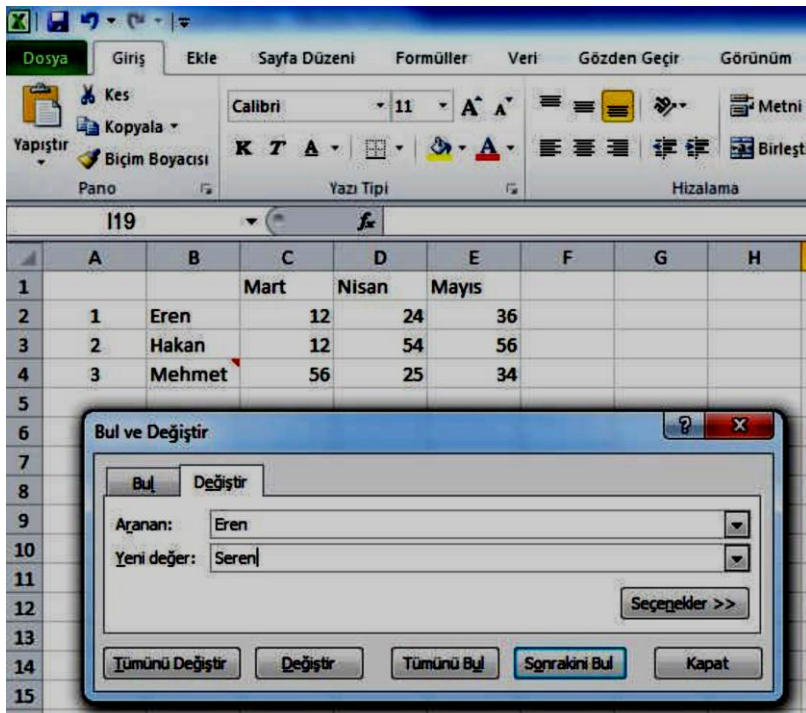 Dosya Giriş Ekle Sayfa Düzeni Formüller Veri Gözden Geçir Görünüm
Kes
Kopyala
Biçim Boyacısı
Yapıştır
Calibri 11
K T A
Metni
Birleşt
Pano Yazı Tipi Hizalama
I19 fx
A B C D E F G H
1 Mart Nisan Mayıs
2 1 Eren 12 24 36
3 2 Hakan 12 54 56
4 3 Mehmet 56 25 34
5
6
7
8
9
10
11
12
13
14
15
Bul ve Değiştir
Bul Değiştir
Aranan: Eren
Yeni değer: Seren
Seçenekler >>
Tümünü Değiştir Değiştir Tümünü Bul Sonrakini Bul Kapat